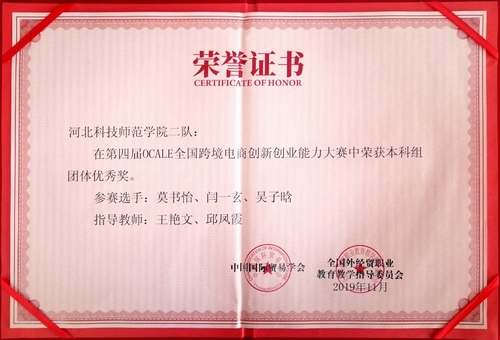 荣誉证书
CERTIFICATE OF HONOR
河北科技师范学院二队：
在第四届OCALE全国跨境电商创新创业能力大赛中荣获本科组
团体优秀奖。
参赛选手：莫书怡、闫一玄、吴子晗
指导教师：王艳文、邱凤霞
中国国际贸易学会
全国外经贸职业
教育教学指导委员会
2019年11月